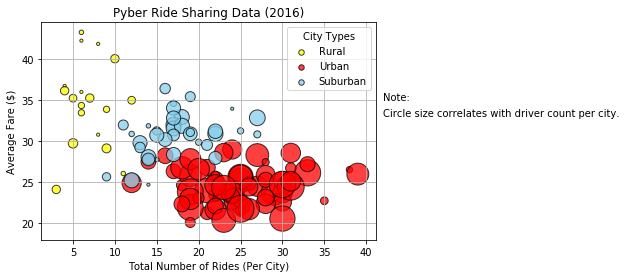 Pyber Ride Sharing Data (2016)
City Types
Rural
Urban
Suburban
Average Fare ($)
40
35
30
25
20
5
10
15
20
25
30
35
40
Total Number of Rides (Per City)
Note:
Circle size correlates with driver count per city.